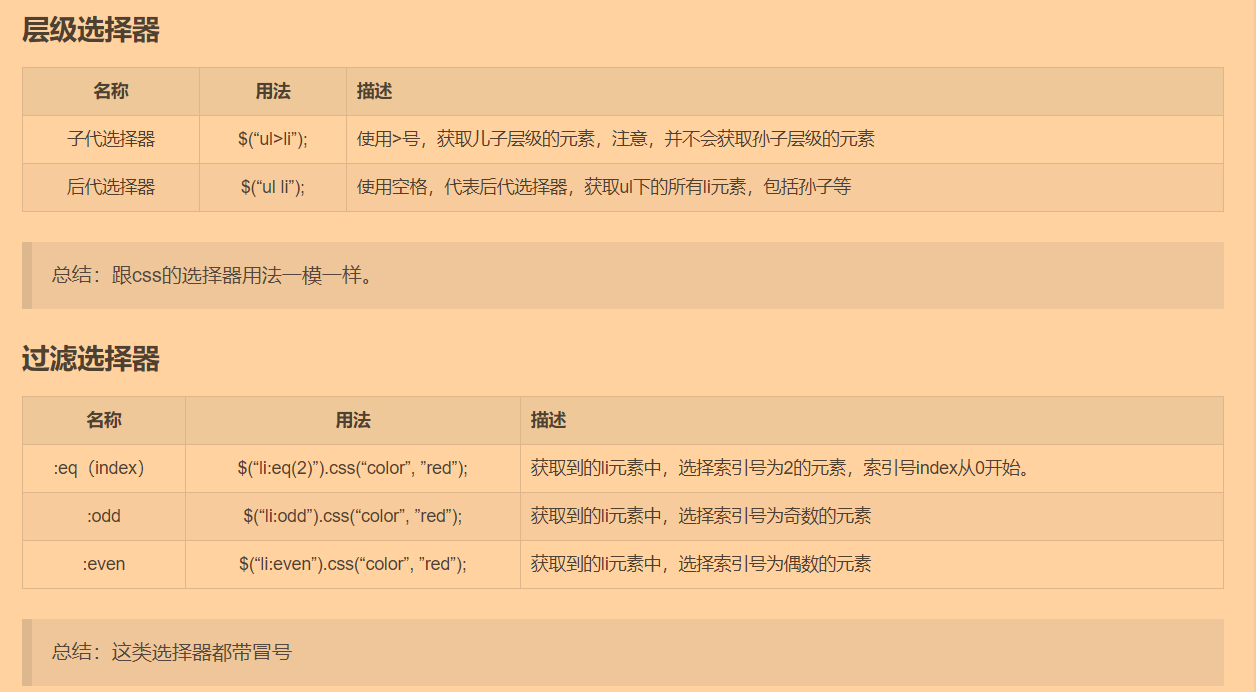 层级选择器
名称 用法 描述
子代选择器 $(“ul>li”); 使用>号，获取儿子层级的元素，注意，并不会获取孙子层级的元素
后代选择器 $(“ul li”); 使用空格，代表后代选择器，获取ul下的所有li元素，包括孙子等
总结：跟css的选择器用法一模一样。
过滤选择器
名称 用法 描述
:eq（index） $(“li:eq(2)”).css(“color”, ”red”); 获取到的li元素中，选择索引号为2的元素，索引号index从0开始。
:odd $(“li:odd”).css(“color”, ”red”); 获取到的li元素中，选择索引号为奇数的元素
:even $(“li:even”).css(“color”, ”red”); 获取到的li元素中，选择索引号为偶数的元素
总结：这类选择器都带冒号